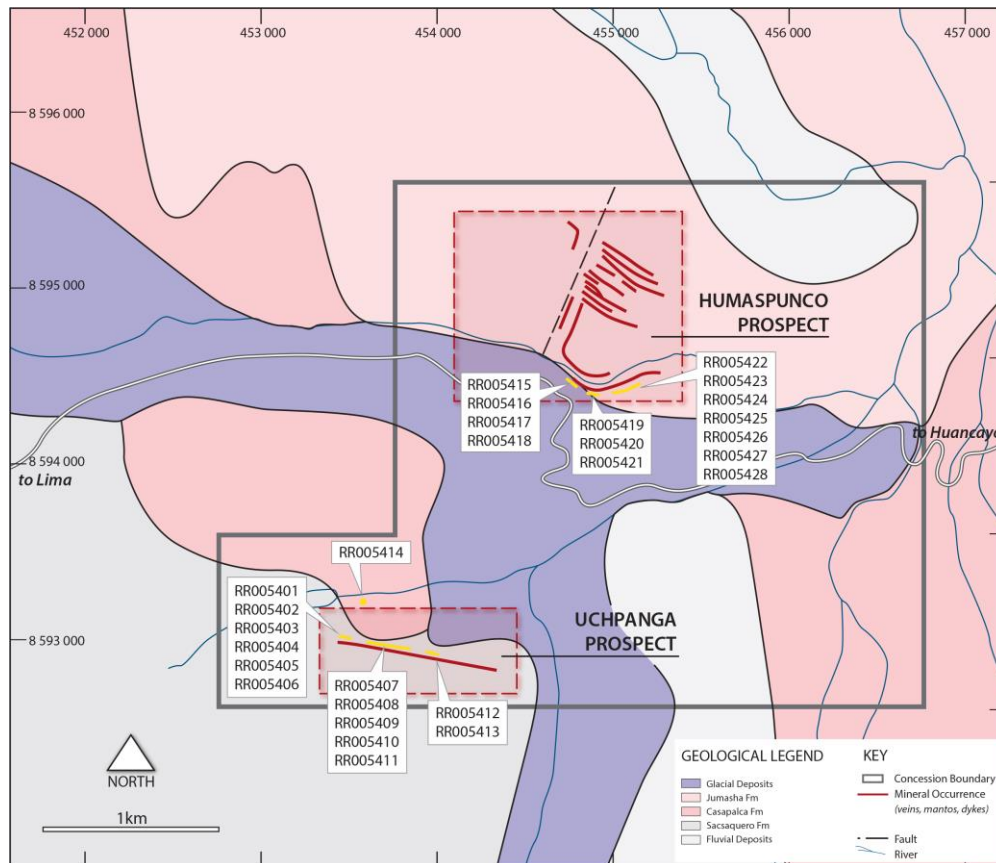 452 000
453 000
454 000
455 000
456 000
457 000
8 596 000
8 595 000
HUMASPUNCO
PROSPECT
RR005415
RR005416
RR005417
RR005418
RR005419
RR005420
RR005421
RR005422
RR005423
RR005424
RR005425
RR005426
RR005427
RR005428
8 594 000
to Lima
to Huancayo
RR005414
RR005401
RR005402
RR005403
RR005404
RR005405
RR005406
8 593 000
UCHPANGA
PROSPECT
RR005407
RR005408
RR005409
RR005410
RR005411
RR005412
RR005413
NORTH
1km
GEOLOGICAL LEGEND
Glacial Deposits
Jumasha Fm
Casapalca Fm
Sacsaquero Fm
Fluvial Deposits
KEY
Concession Boundary
Mineral Occurrence
(veins, mantos, dykes)
Fault
River